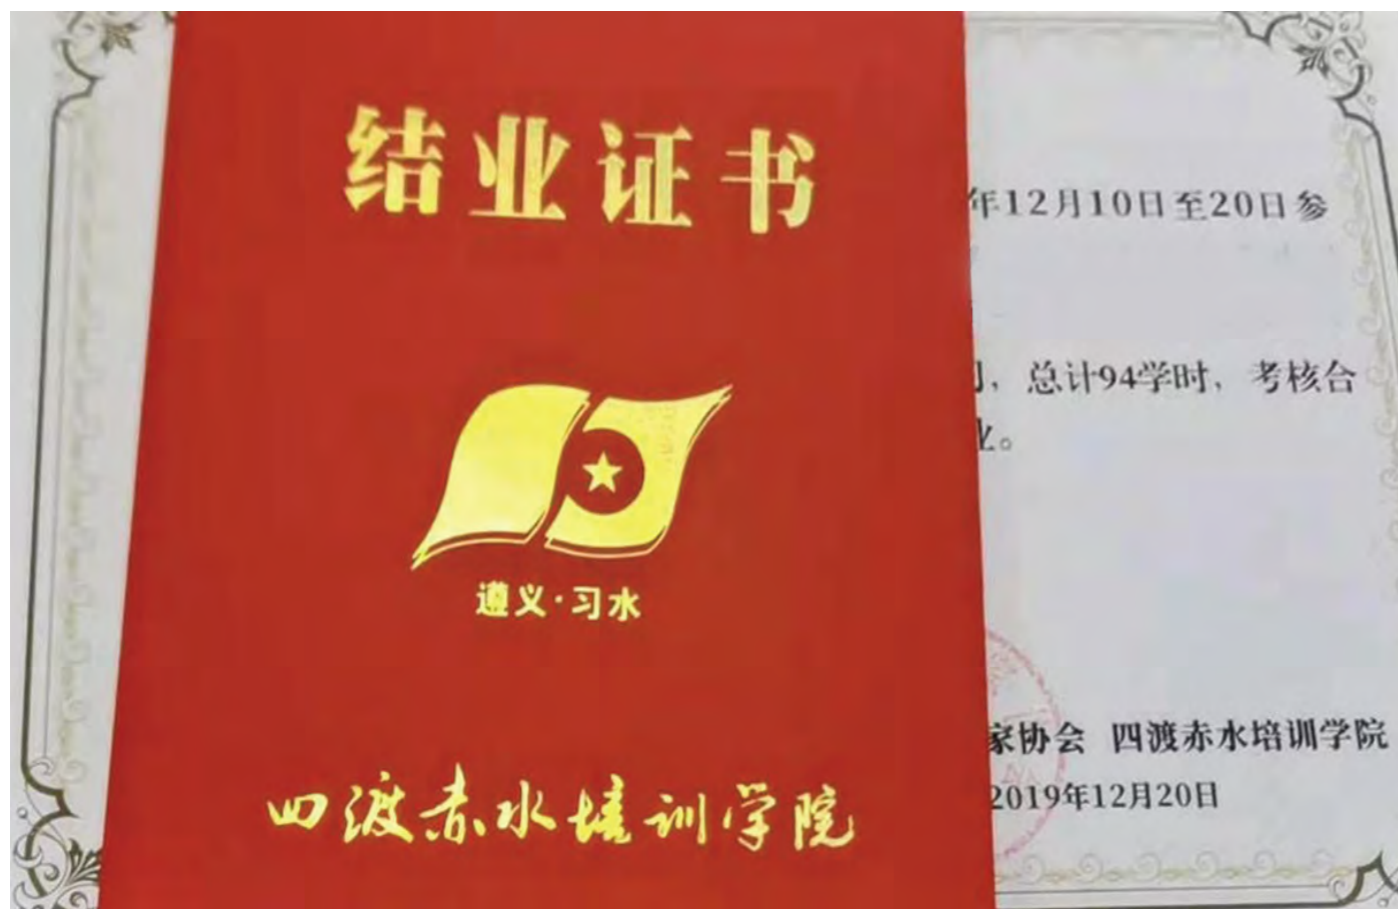 结业证书
遵义·习水
四渡赤水培训学院
年12月10日至20日参
，总计94学时，考核合
业。
家协会 四渡赤水培训学院
2019年12月20日